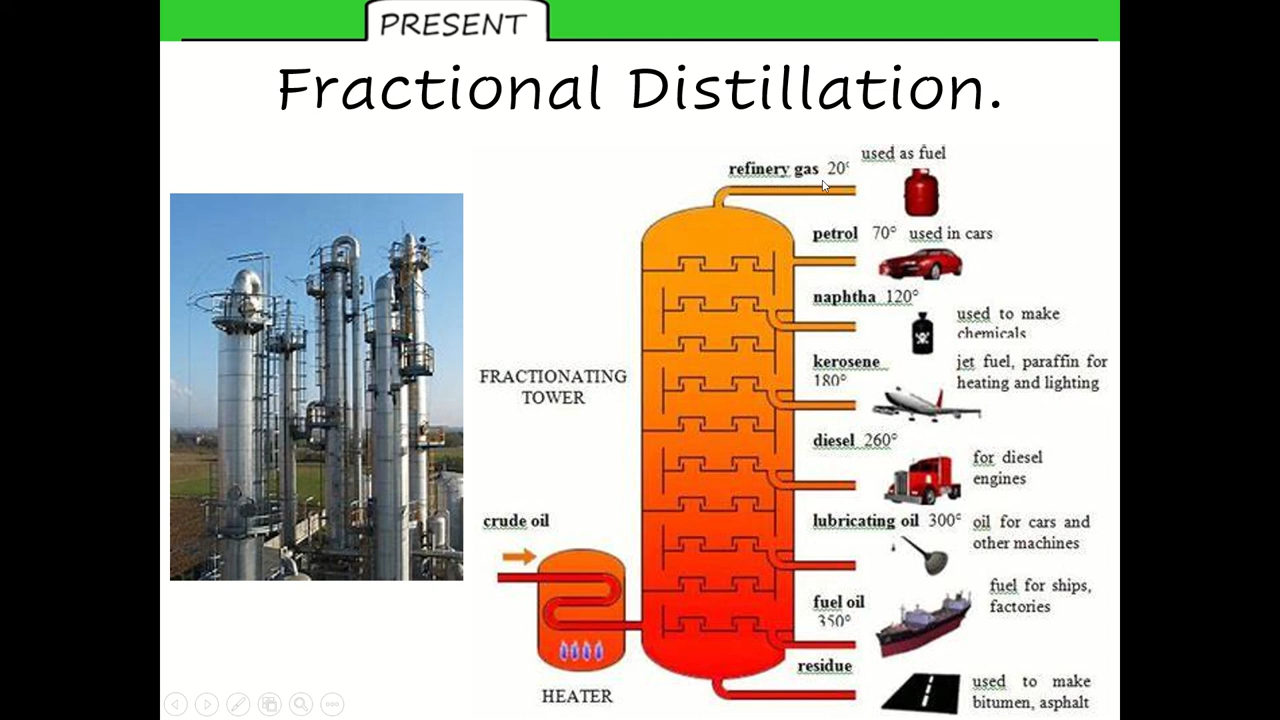 PRESENT
Fractional Distillation.
used as fuel
refinery gas 20°
petrol 70° used in cars
naphtha 120°
used to make
chemicals
kerosene
180°
jet fuel, paraffin for
heating and lighting
FRACTIONATING
TOWER
diesel 260°
for diesel
engines
crude oil
lubricating oil 300°
oil for cars and
other machines
fuel oil
350°
fuel for ships,
factories
residue
used to make
bitumen, asphalt
HEATER